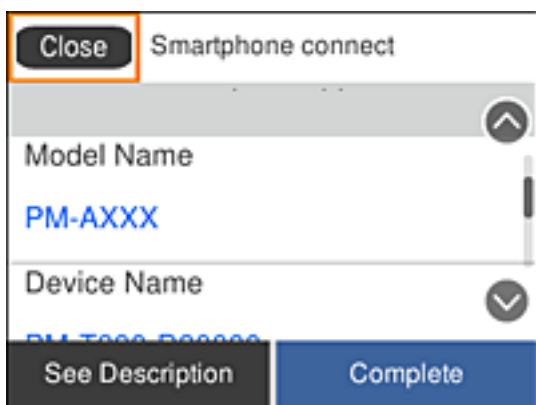 Close Smartphone connect
Model Name
PM-AXXX
Device Name
See Description Complete